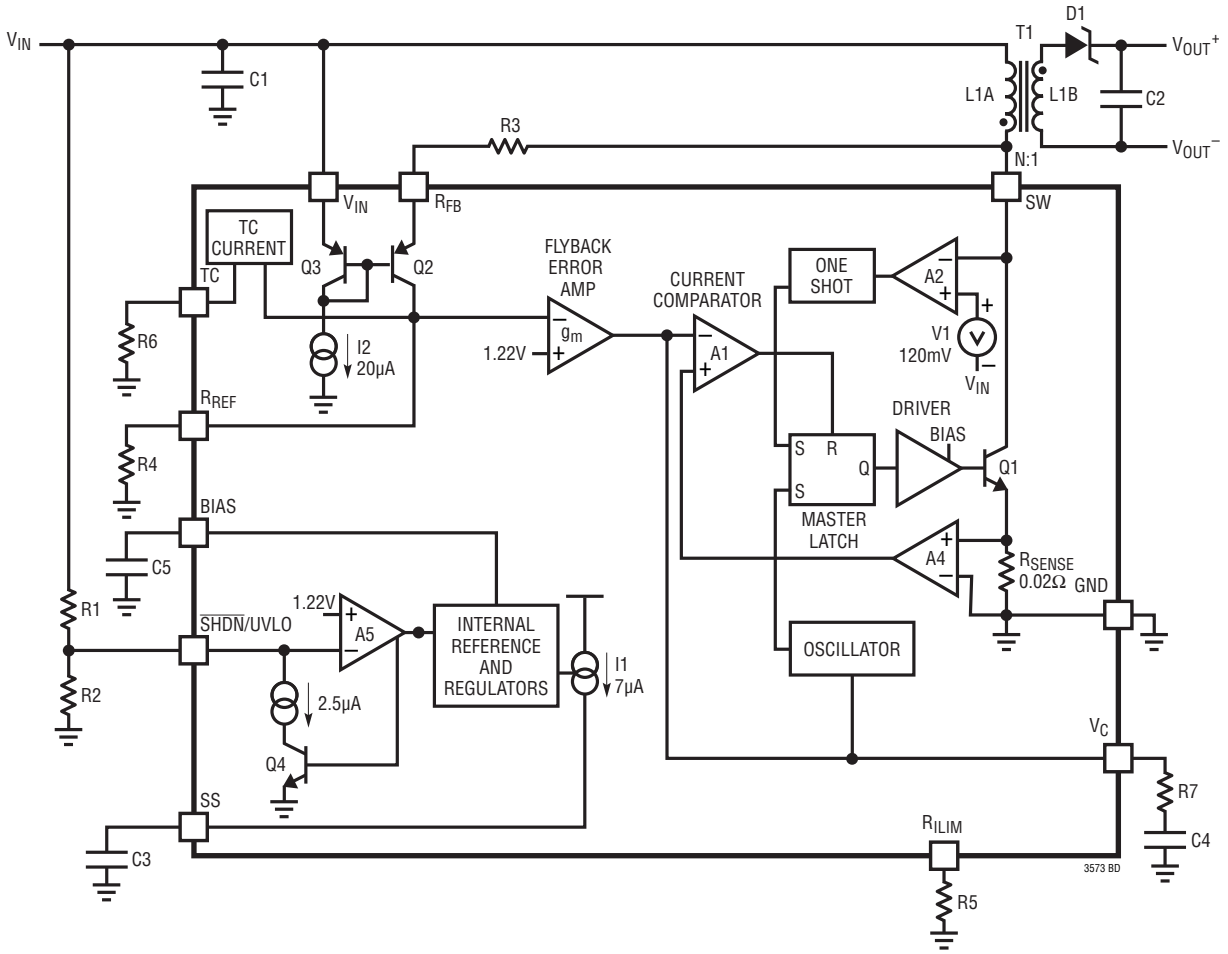 D1
T1
VIN
VOUT+
C1
L1A
L1B
C2
R3
VOUT−
N:1
VIN
RFB
SW
TC
CURRENT
Q3
Q2
FLYBACK
ERROR
AMP
CURRENT
COMPARATOR
ONE
SHOT
A2
−
+
+
V1
120mV
V
−
VIN
TC
R6
I2
20µA
−
gm
1.22V
+
−
A1
+
RREF
R4
DRIVER
BIAS
S
R
Q
S
Q1
MASTER
LATCH
BIAS
C5
+
A4
−
RSENSE
0.02Ω
GND
R1
SHDN/UVLO
1.22V
+
A5
−
INTERNAL
REFERENCE
AND
REGULATORS
I1
7µA
OSCILLATOR
R2
2.5µA
Q4
VC
R7
SS
C3
RILIM
C4
3573 BD
R5